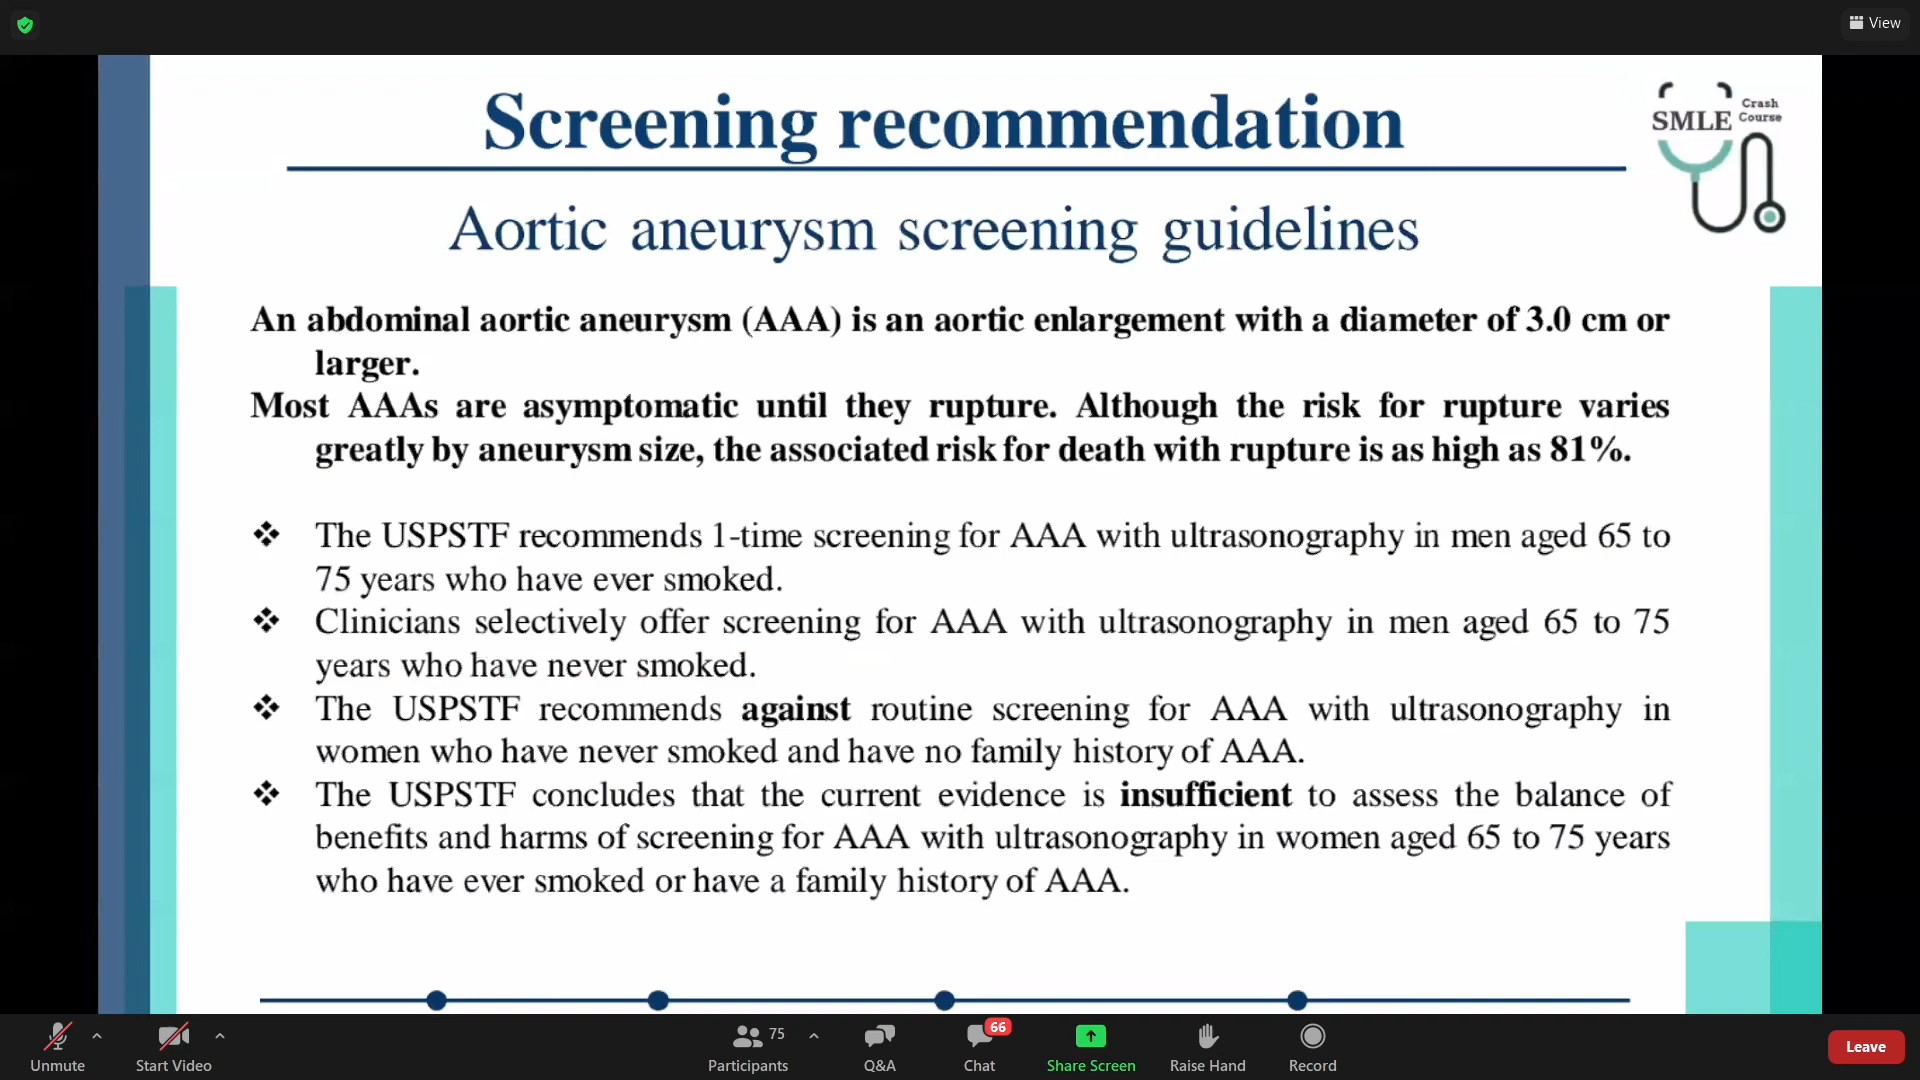 View
Screening recommendation
SMLE Crash Course
Aortic aneurysm screening guidelines
An abdominal aortic aneurysm (AAA) is an aortic enlargement with a diameter of 3.0 cm or
larger.
Most AAAs are asymptomatic until they rupture. Although the risk for rupture varies
greatly by aneurysm size, the associated risk for death with rupture is as high as 81%.
❖ The USPSTF recommends 1-time screening for AAA with ultrasonography in men aged 65 to
75 years who have ever smoked.
❖ Clinicians selectively offer screening for AAA with ultrasonography in men aged 65 to 75
years who have never smoked.
❖ The USPSTF recommends against routine screening for AAA with ultrasonography in
women who have never smoked and have no family history of AAA.
❖ The USPSTF concludes that the current evidence is insufficient to assess the balance of
benefits and harms of screening for AAA with ultrasonography in women aged 65 to 75 years
who have ever smoked or have a family history of AAA.
75
66
Unmute
Start Video
Participants
Q&A
Chat
Share Screen
Raise Hand
Record
Leave